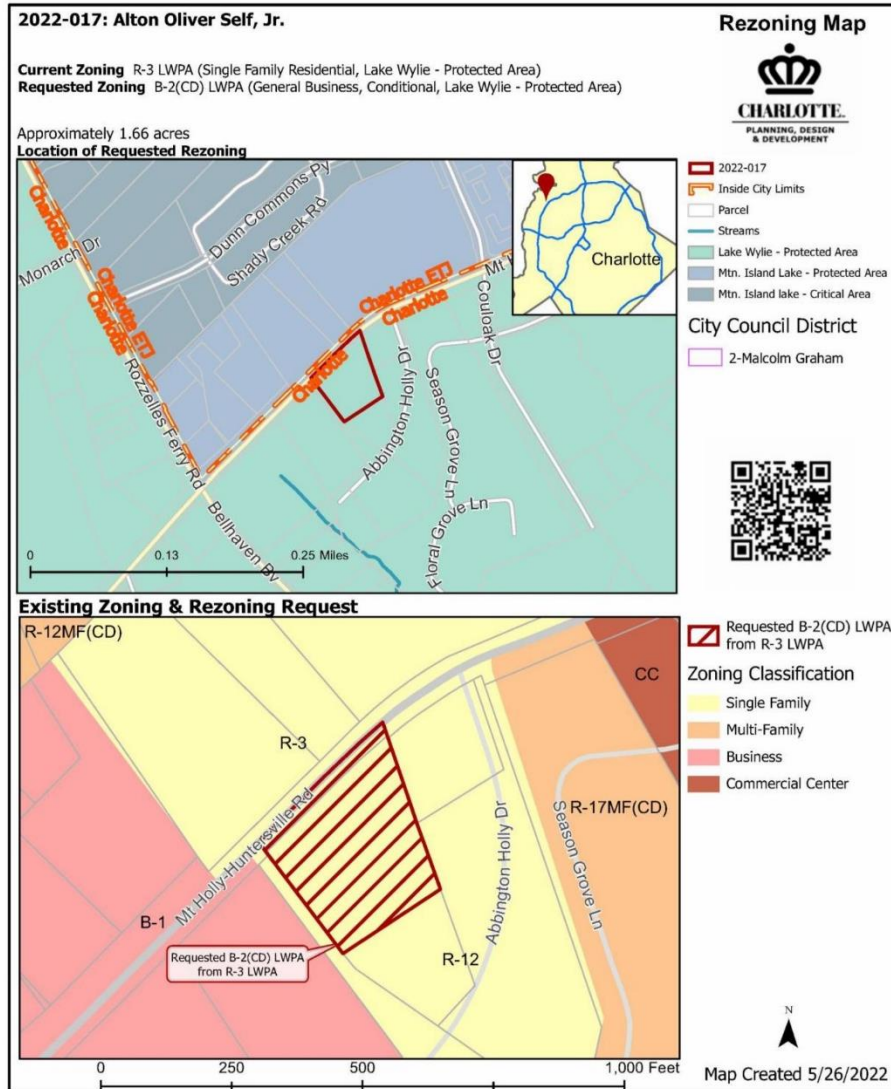 2022-017: Alton Oliver Self, Jr.
Current Zoning R-3 LWPA (Single Family Residential, Lake Wylie - Protected Area)
Requested Zoning B-2(CD) LWPA (General Business, Conditional, Lake Wylie - Protected Area)
Approximately 1.66 acres
Location of Requested Rezoning
Rezoning Map
CHARLOTTE.
PLANNING, DESIGN
& DEVELOPMENT
Monarch Dr
Dunn Commons Py
Shady Creek Rd
Charlotte
Charlotte
Charlotte ETJ
Charlotte
Charlotte ETJ
Charlotte
Charlotte
Mt H
Rozzelles Ferry Rd
Bellhaven Bv
Abbington Holly Dr
Season Grove Ln
Couloak Dr
Floral Grove Ln
Charlotte
0
0.13
0.25 Miles
2022-017
Inside City Limits
Parcel
Streams
Lake Wylie - Protected Area
Mtn. Island Lake - Protected Area
Mtn. Island lake - Critical Area
City Council District
2-Malcolm Graham
Existing Zoning & Rezoning Request
R-12MF(CD)
R-3
CC
Mt Holly-Huntersville Rd
R-17MF(CD)
Abbington Holly Dr
Season Grove Ln
B-1
R-12
Requested B-2(CD) LWPA
from R-3 LWPA
0
250
500
1,000 Feet
Requested B-2(CD) LWPA
from R-3 LWPA
Zoning Classification
Single Family
Multi-Family
Business
Commercial Center
N
Map Created 5/26/2022